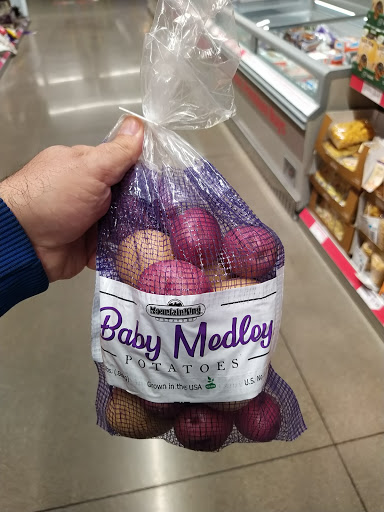 MountainKing
Baby Medley
POTATOES
Grown in the USA
U.S. No.